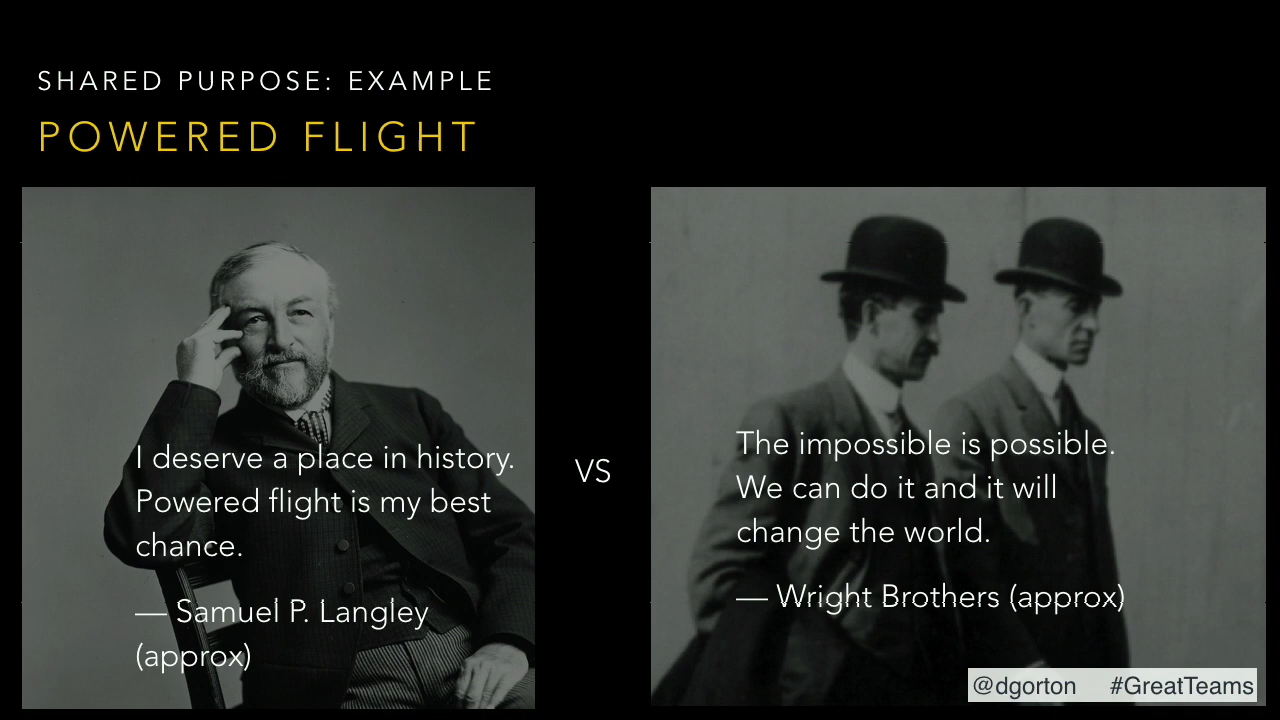 SHARED PURPOSE: EXAMPLE
POWERED FLIGHT
I deserve a place in history.
Powered flight is my best
chance.
— Samuel P. Langley
(approx)
VS
The impossible is possible.
We can do it and it will
change the world.
— Wright Brothers (approx)
@dgorton #GreatTeams